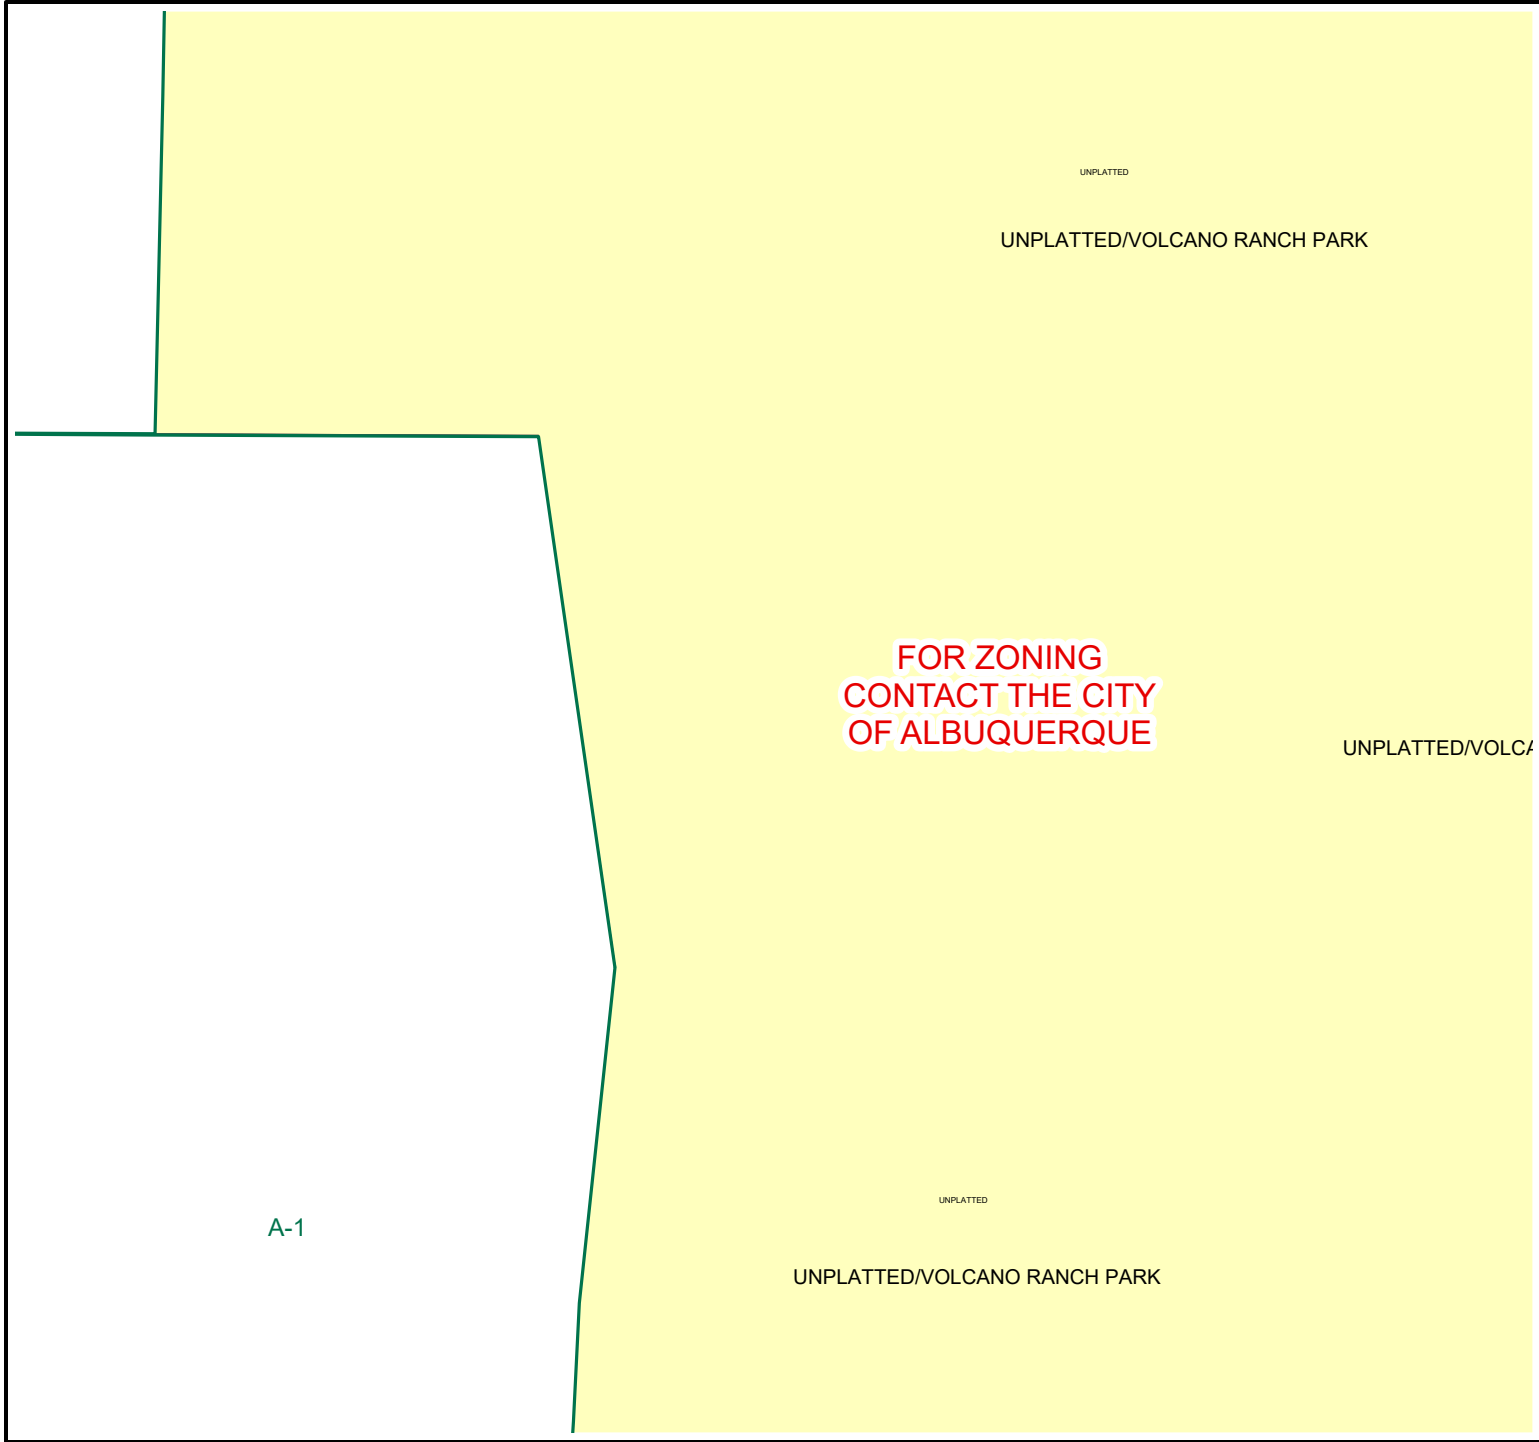 UNPLATTED
UNPLATTED/VOLCANO RANCH PARK
FOR ZONING
CONTACT THE CITY
OF ALBUQUERQUE
UNPLATTED/VOLCA
UNPLATTED
A-1
UNPLATTED/VOLCANO RANCH PARK